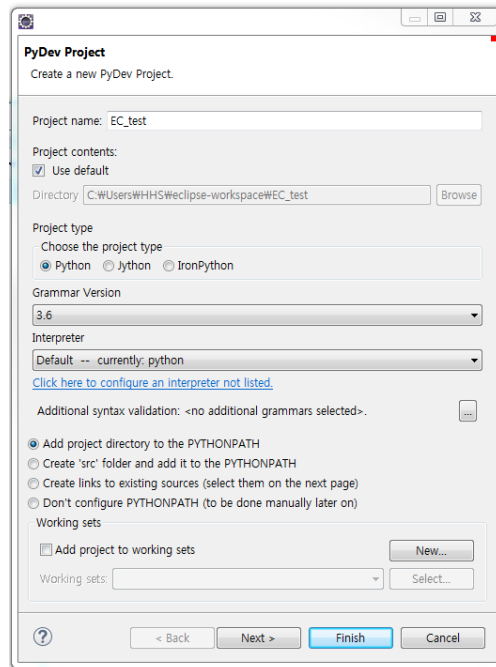 PyDev Project
Create a new PyDev Project.
Project name: EC_test
Project contents:
Use default
Directory C:₩Users₩HHS₩eclipse-workspace₩EC_test Browse
Project type
Choose the project type
Python Jython IronPython
Grammar Version
3.6
Interpreter
Default -- currently: python
Click here to configure an interpreter not listed.
Additional syntax validation: <no additional grammars selected>. ...
Add project directory to the PYTHONPATH
Create 'src' folder and add it to the PYTHONPATH
Create links to existing sources (select them on the next page)
Don't configure PYTHONPATH (to be done manually later on)
Working sets
Add project to working sets New...
Working sets: Select...
? < Back Next > Finish Cancel